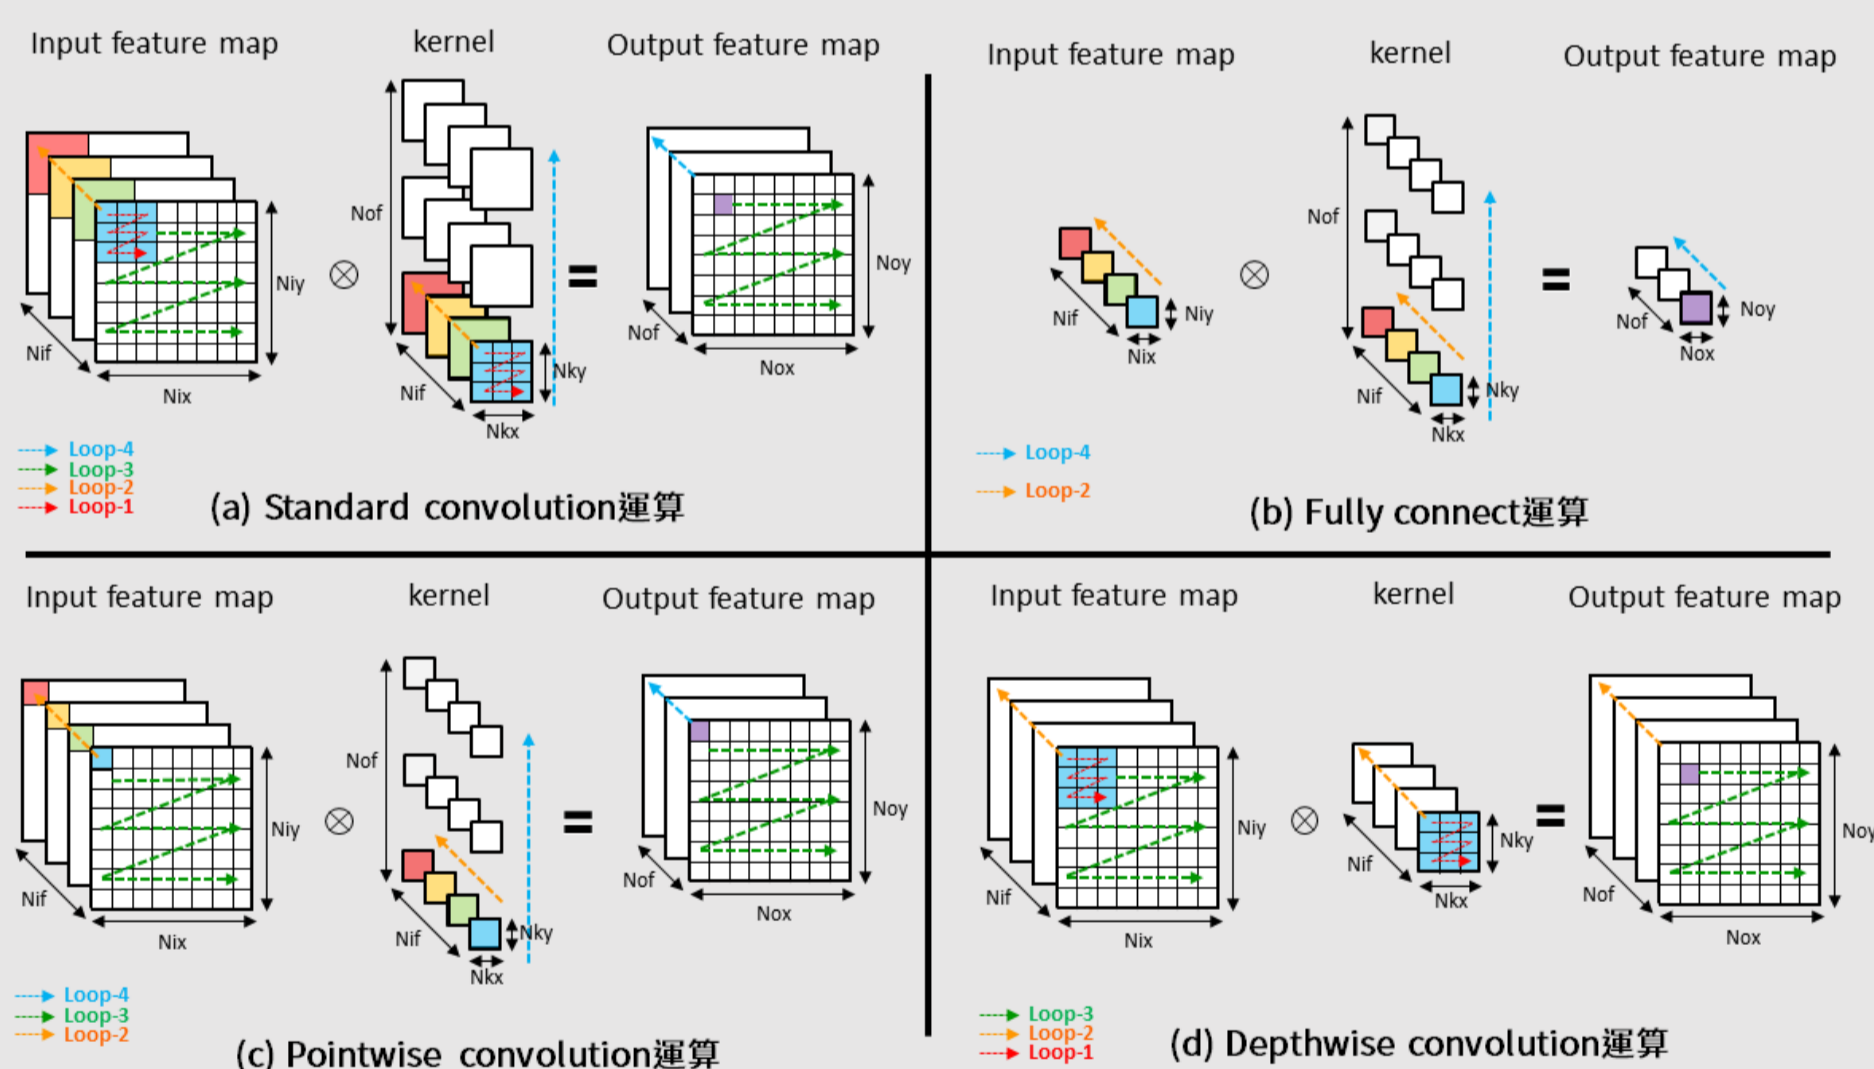 Input feature map
kernel
Output feature map
Nof
Niy
Noy
Nif
Nix
Nif
Nky
Nkx
Nof
Nox
Loop-4
Loop-3
Loop-2
Loop-1
(a) Standard convolution運算
Input feature map
kernel
Output feature map
Nof
Nif
Niy
Nix
Nif
Nky
Nkx
Nof
Noy
Nox
Loop-4
Loop-2
(b) Fully connect運算
Input feature map
kernel
Output feature map
Nof
Niy
Noy
Nif
Nix
Nif
Nky
Nkx
Nof
Nox
Loop-4
Loop-3
Loop-2
(c) Pointwise convolution運算
Input feature map
kernel
Output feature map
Niy
Nif
Nix
Nif
Nky
Nkx
Noy
Nof
Nox
Loop-3
Loop-2
Loop-1
(d) Depthwise convolution運算